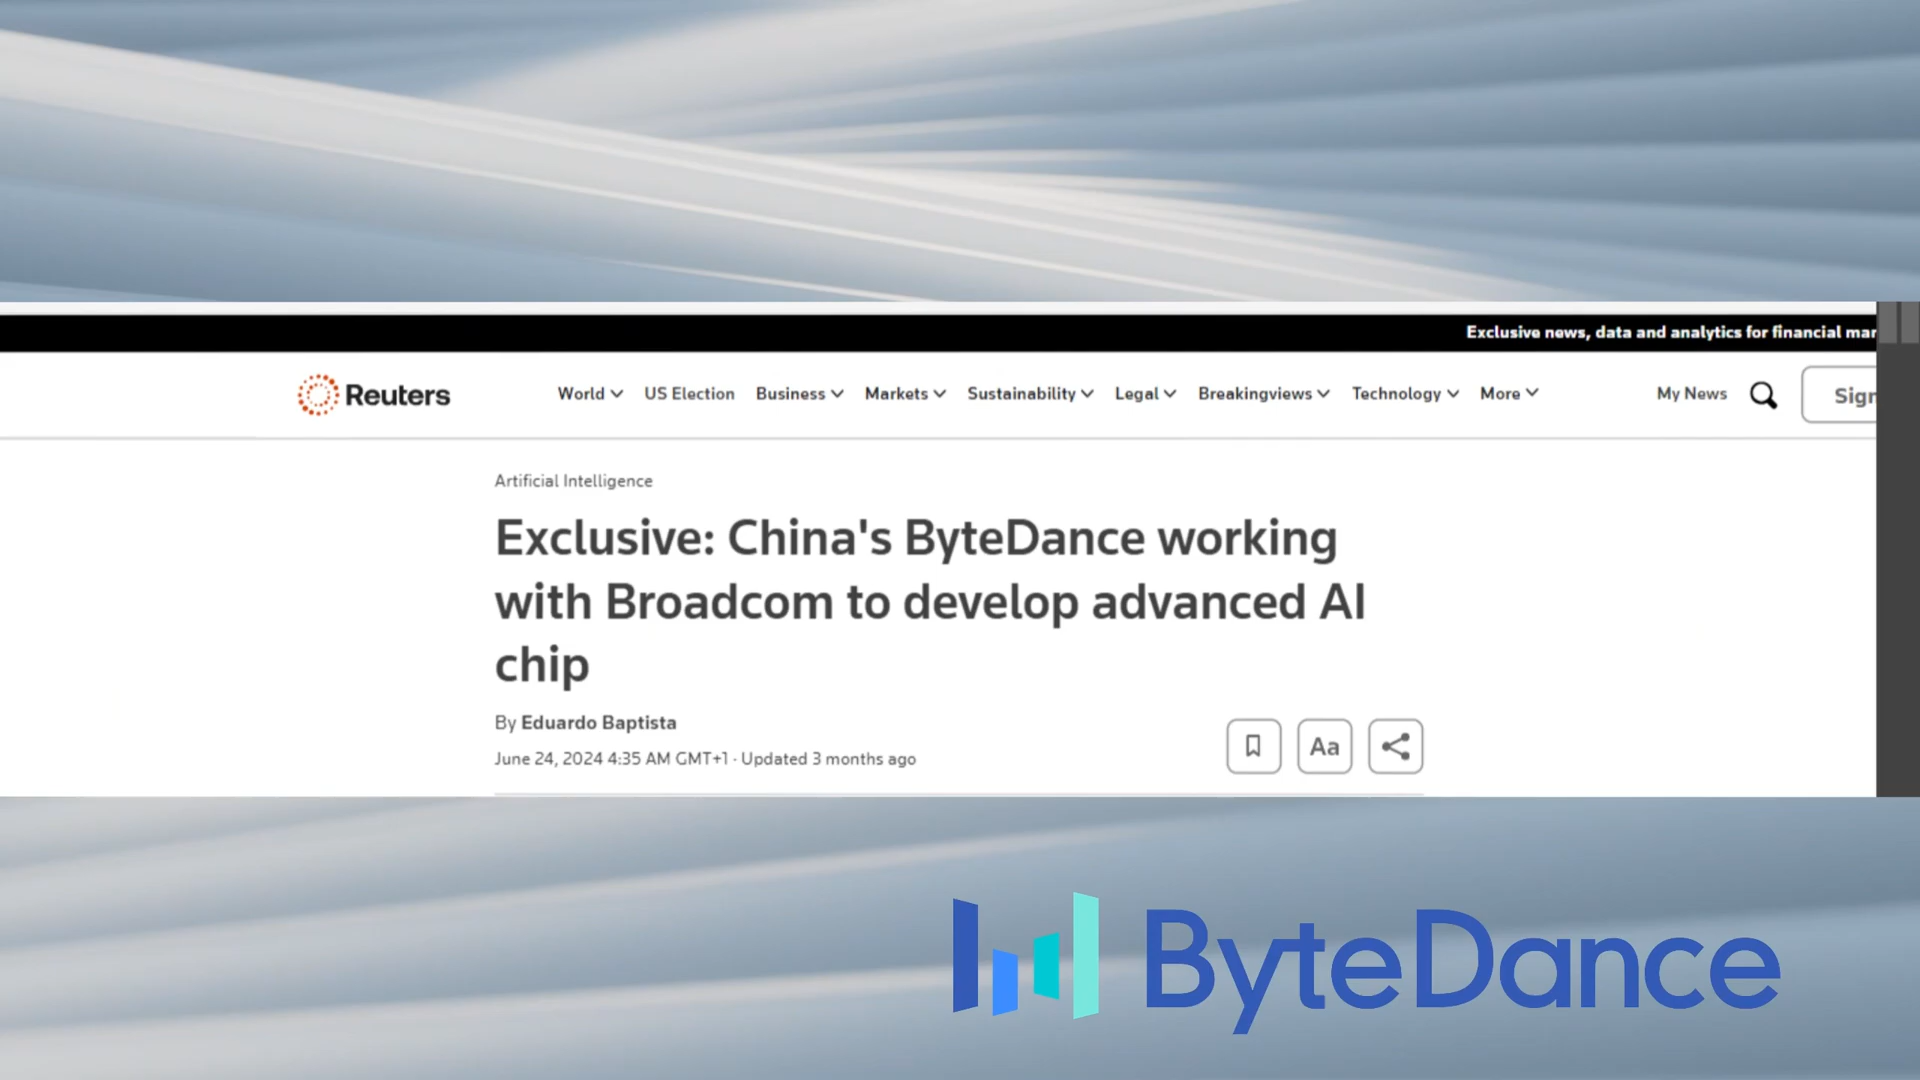 Exclusive news, data and analytics for financial mar
Reuters World US Election Business Markets Sustainability Legal Breakingviews Technology More My News Sign
Artificial Intelligence
Exclusive: China's ByteDance working
with Broadcom to develop advanced AI
chip
By Eduardo Baptista
June 24, 2024 4:35 AM GMT+1 · Updated 3 months ago
Aa
ByteDance